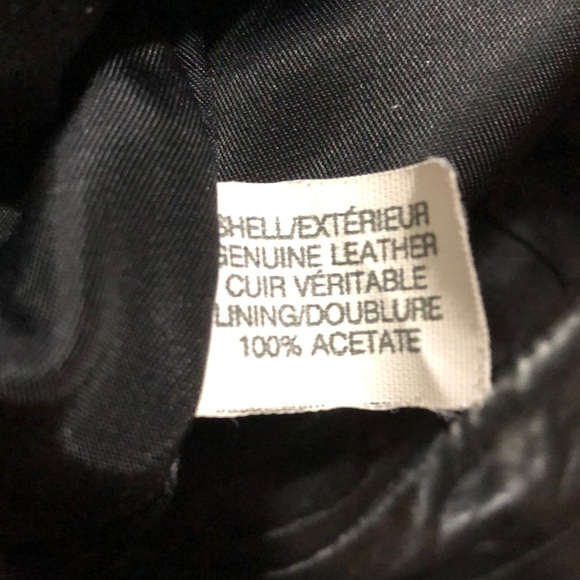 SHELL/EXTÉRIEUR
GENUINE LEATHER
CUIR VÉRITABLE
LINING/DOUBLURE
100% ACETATE